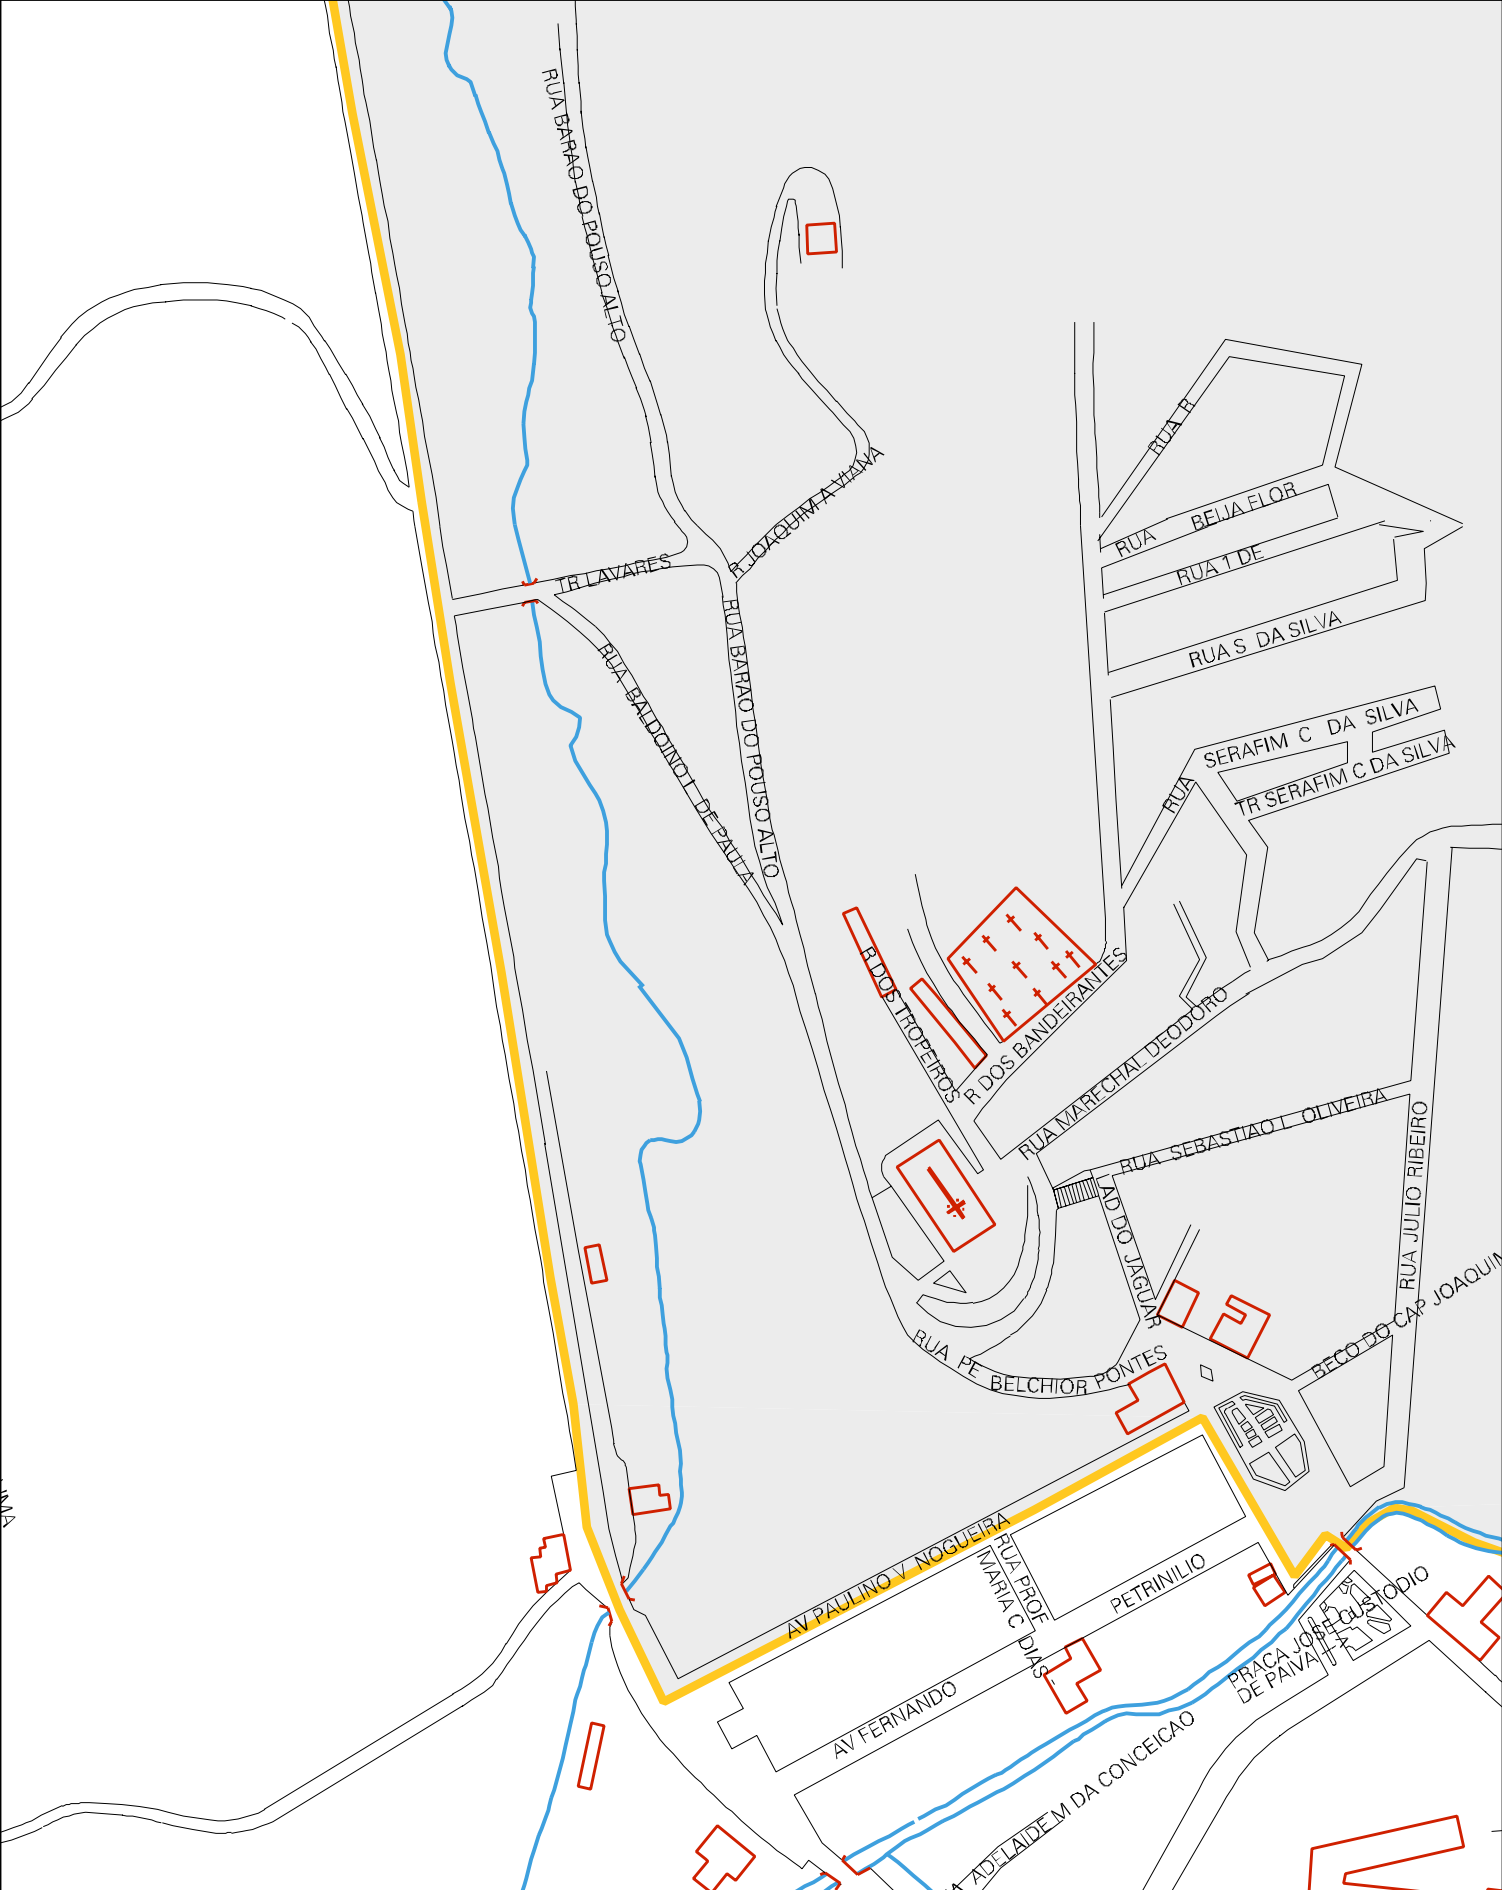 RUA BARAO DO POUSO ALTO
RUA R
R JOAQUIM A VIANA
RUA BEIJA FLOR
RUA 1 DE
TR LAVARES
RUA S DA SILVA
RUA BARAO DO POUSO ALTO
RUA BALDOINO L DE PAULA
RUA SERAFIM C DA SILVA
TR SERAFIM C DA SILVA
R DOS TROPEIROS
R DOS BANDEIRANTES
RUA MARECHAL DEODORO
RUA SEBASTIAO L OLIVEIRA
RUA JULIO RIBEIRO
AD DO JAGUAR
BECO DO CAP JOAQUIM
RUA PE BELCHIOR PONTES
AV PAULINO V NOGUEIRA
RUA PROF
MARIA C DIAS
AV FERNANDO PETRINILIO
PRACA JOSE CUSTODIO
DE PAIVA
ADELAIDE M DA CONCEICAO